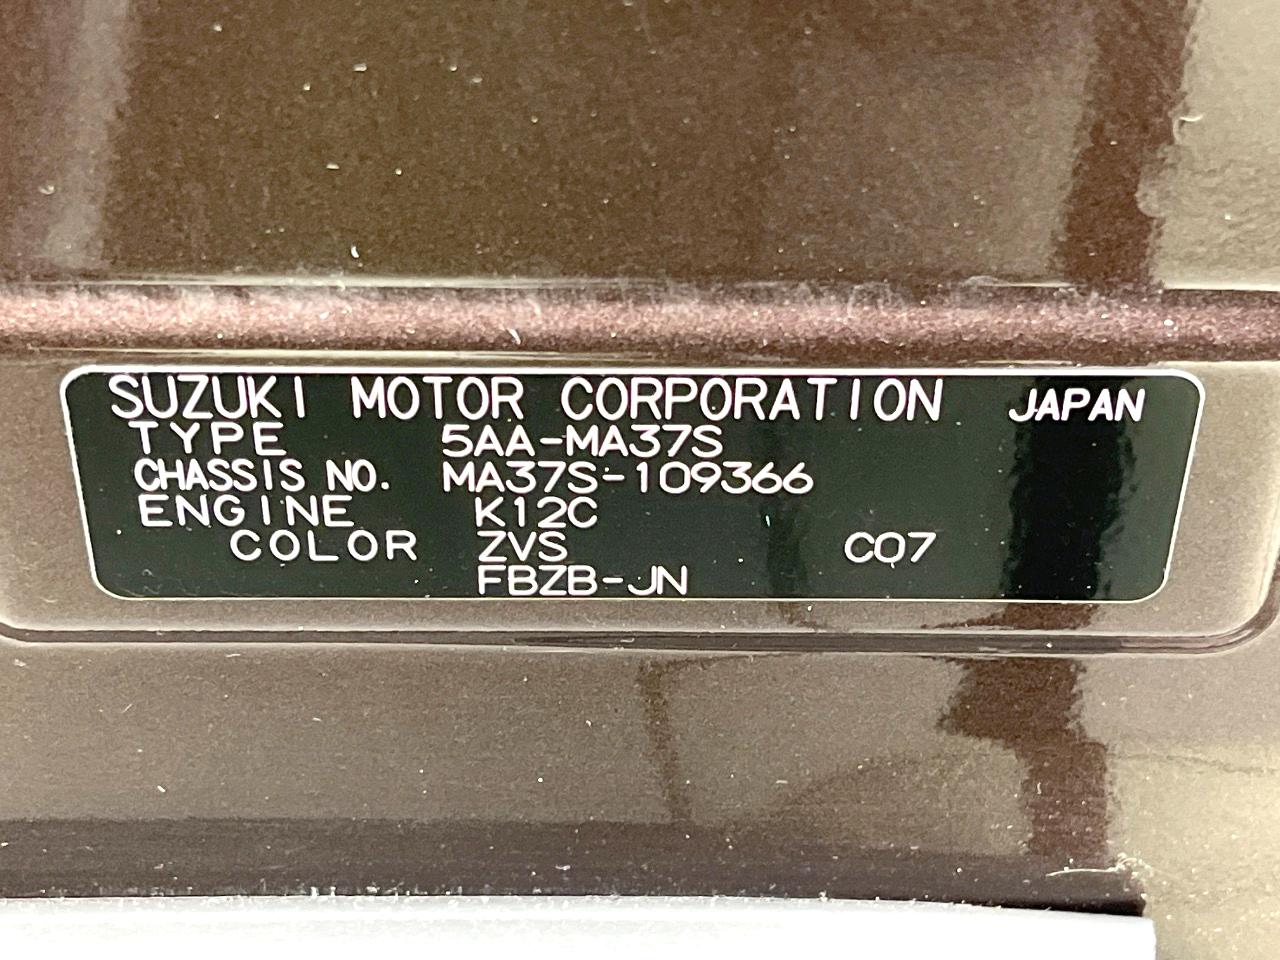 SUZUKI MOTOR CORPORATION JAPAN
TYPE 5AA-MA37S
CHASSIS NO. MA37S-109366
ENGINE K12C
COLOR ZVS C07
FBZB-JN